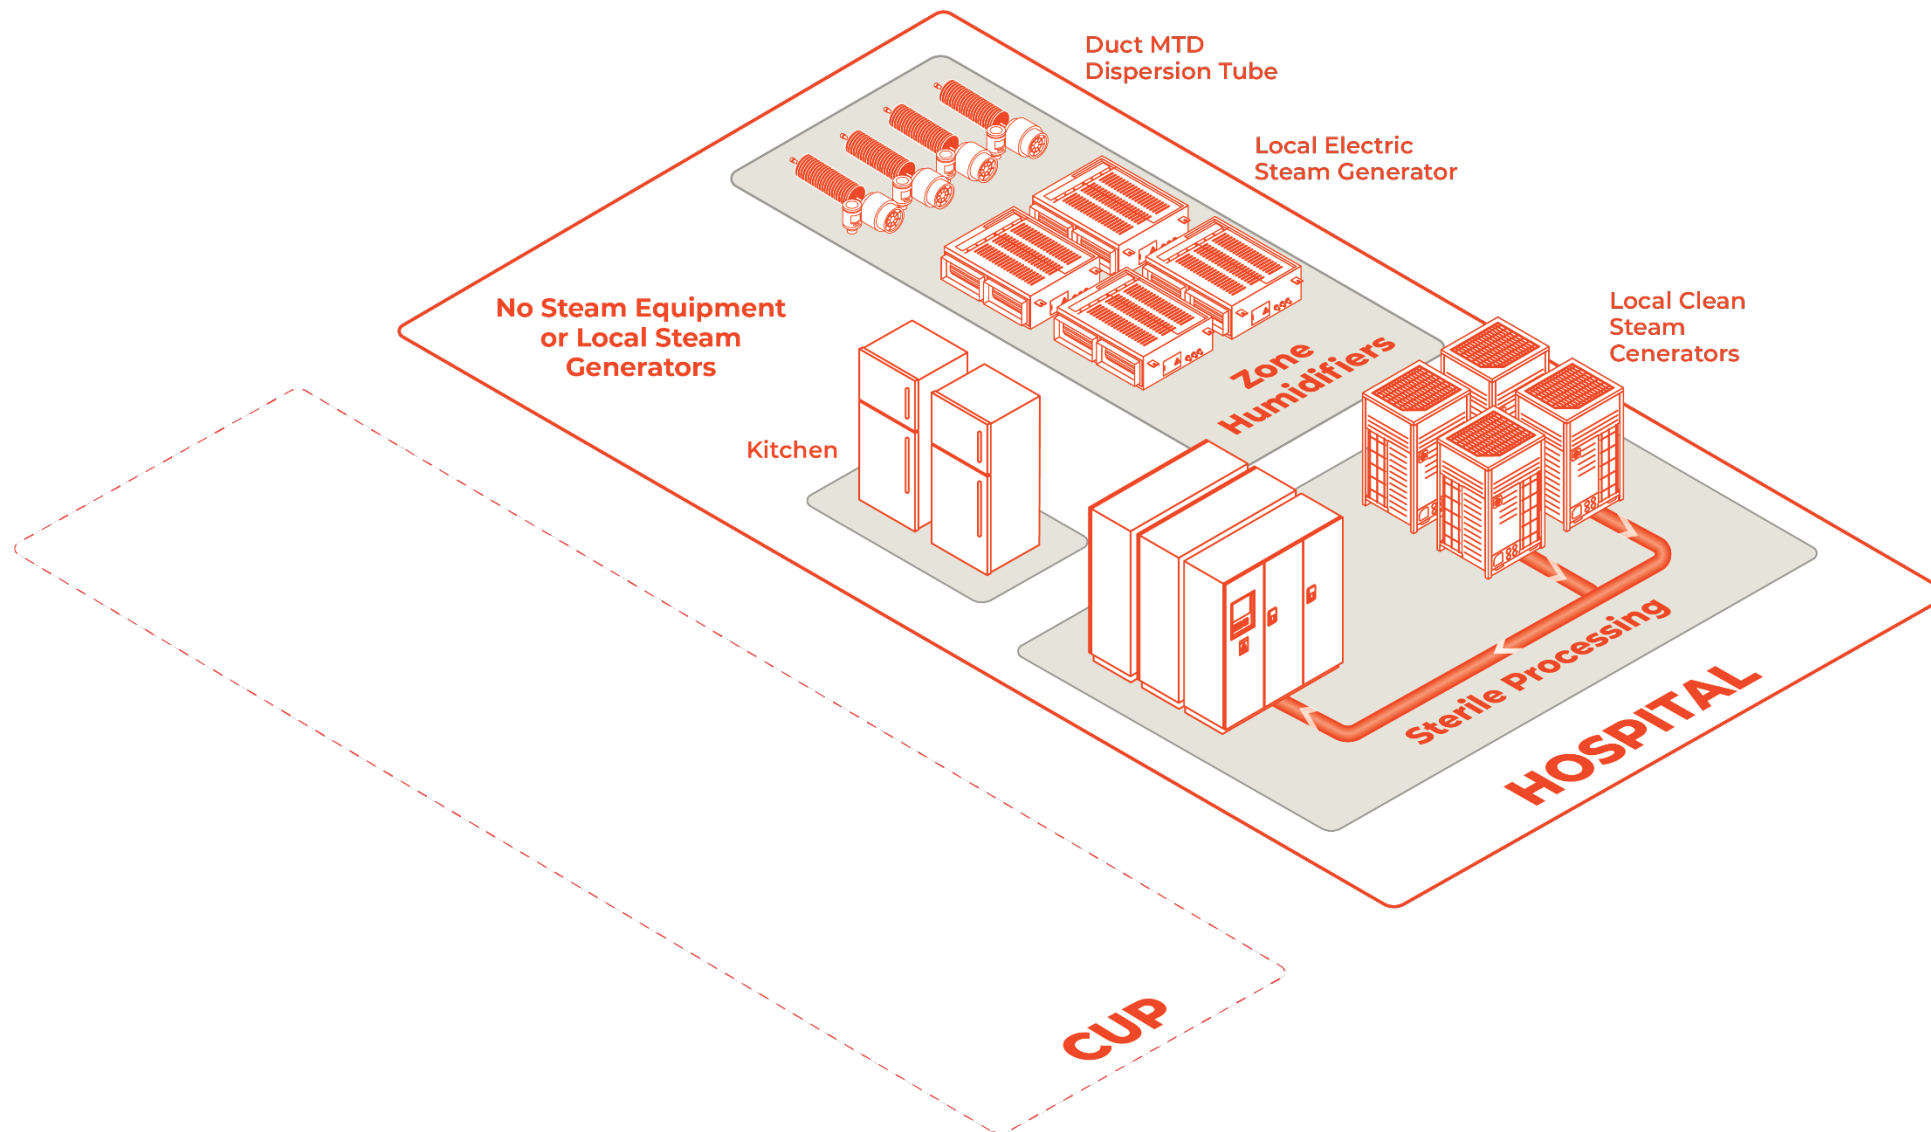 Duct MTD
Dispersion Tube
Local Electric
Steam Generator
No Steam Equipment
or Local Steam
Generators
Local Clean
Steam
Cenerators
Zone
Humidifiers
Kitchen
Sterile Processing
HOSPITAL
CUP